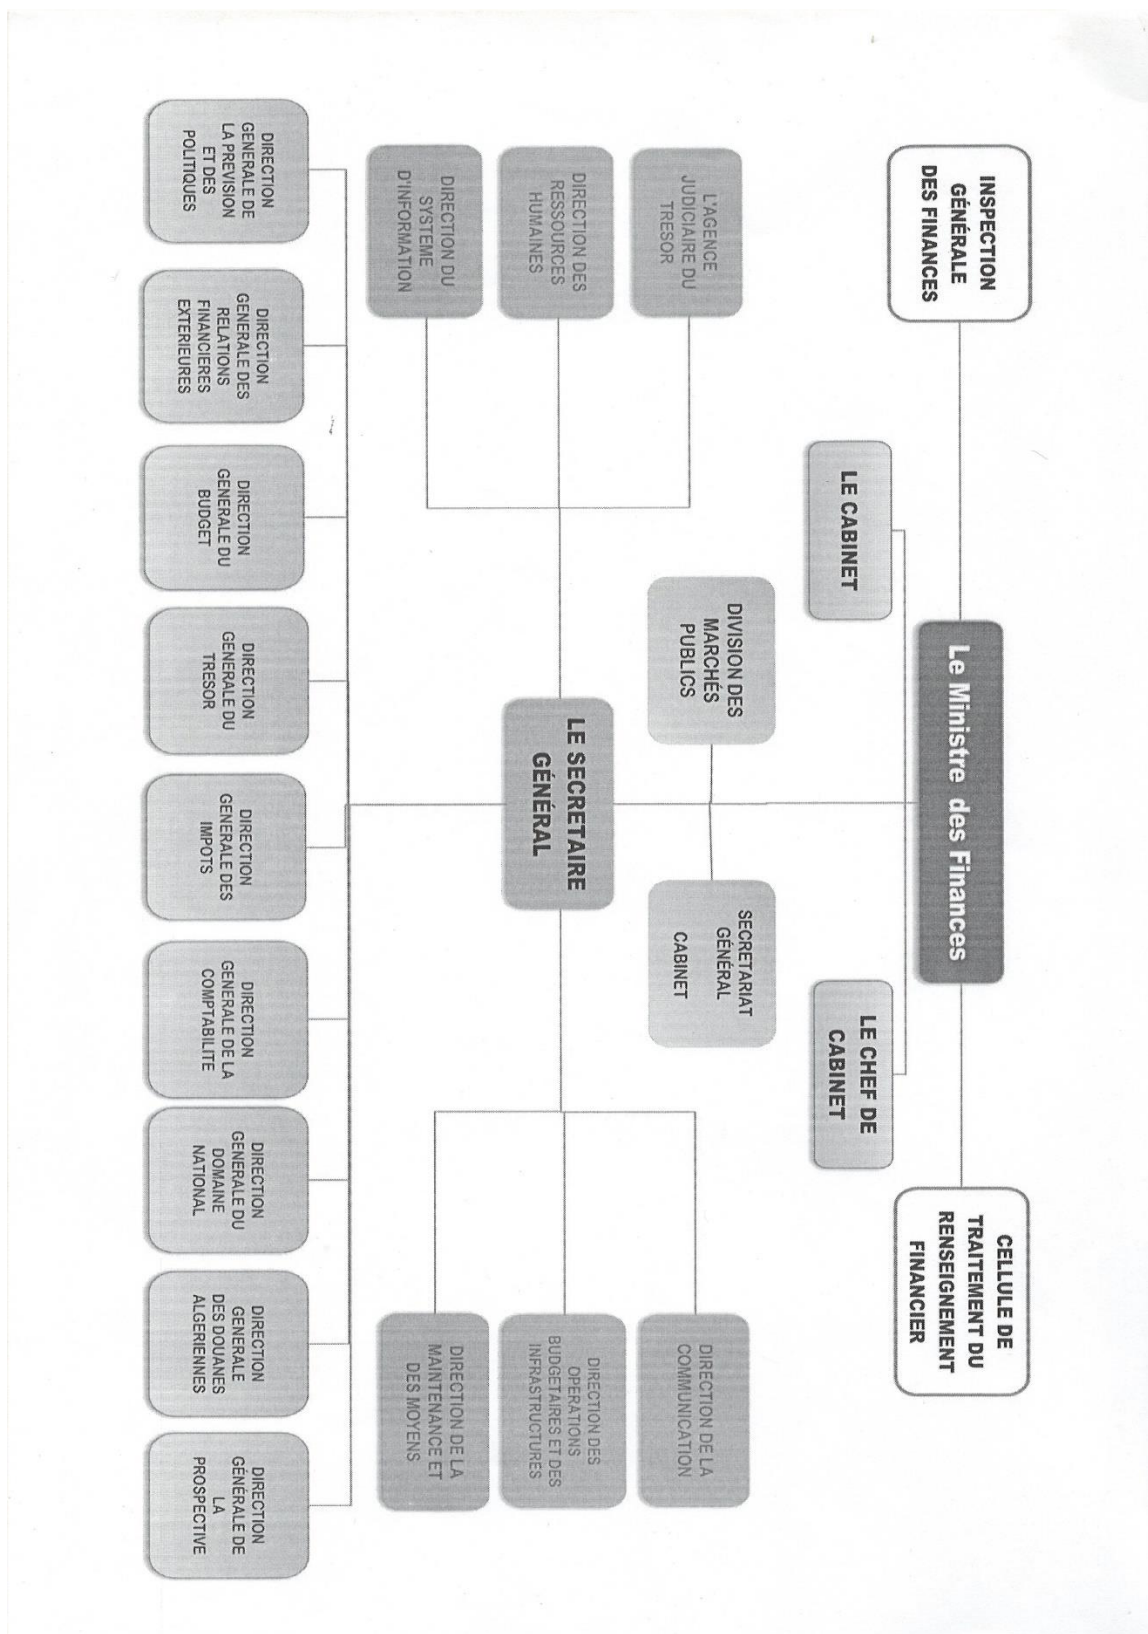 Le Ministre des Finances
INSPECTION
GÉNÉRALE
DES FINANCES
CELLULE DE
TRAITEMENT DU
RENSEIGNEMENT
FINANCIER
LE CABINET
LE CHEF DE
CABINET
DIVISION DES
MARCHÉS
PUBLICS
SECRETARIAT
GÉNÉRAL
CABINET
LE SECRETAIRE
GÉNÉRAL
L'AGENCE
JUDICIAIRE DU
TRESOR
DIRECTION DES
RESSOURCES
HUMAINES
DIRECTION DU
SYSTEME
D'INFORMATION
DIRECTION DE LA
COMMUNICATION
DIRECTION DES
OPERATIONS
BUDGETAIRES ET DES
INFRASTRUCTURES
DIRECTION DE LA
MAINTENANCE ET
DES MOYENS
DIRECTION
GENERALE DE
LA PREVISION
ET DES
POLITIQUES
DIRECTION
GENERALE DES
RELATIONS
FINANCIERES
EXTERIEURES
DIRECTION
GENERALE DU
BUDGET
DIRECTION
GENERALE DU
TRESOR
DIRECTION
GENERALE DES
IMPOTS
DIRECTION
GENERALE DE LA
COMPTABILITE
DIRECTION
GENERALE DU
DOMAINE
NATIONAL
DIRECTION
GENERALE
DES DOUANES
ALGERIENNES
DIRECTION
GÉNÉRALE DE
LA
PROSPECTIVE